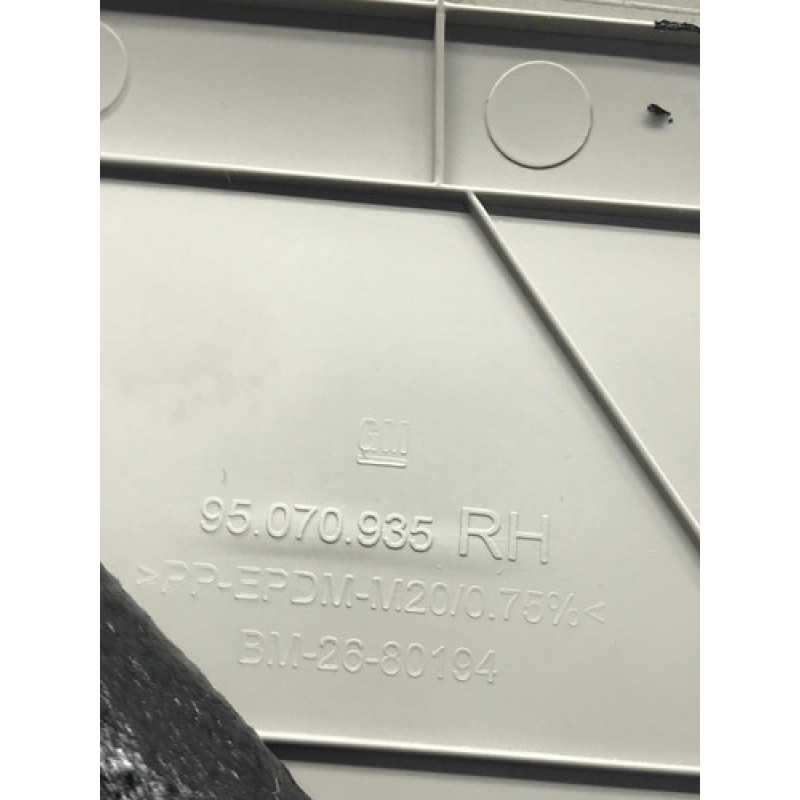 GM
95.070.935 RH
>PP-EPDM-M20/0.75%<
BM-26-80194